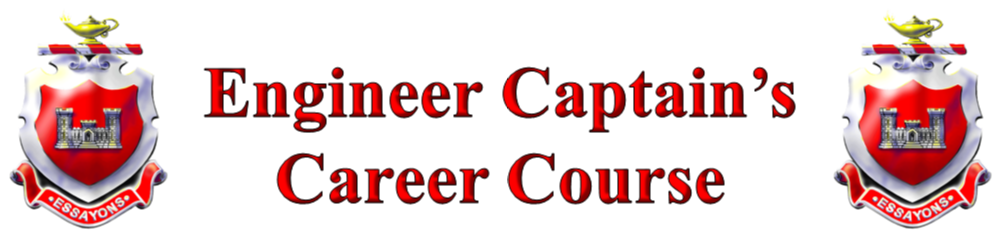 Engineer Captain’s
Career Course
·ESSAYONS·
·ESSAYONS·